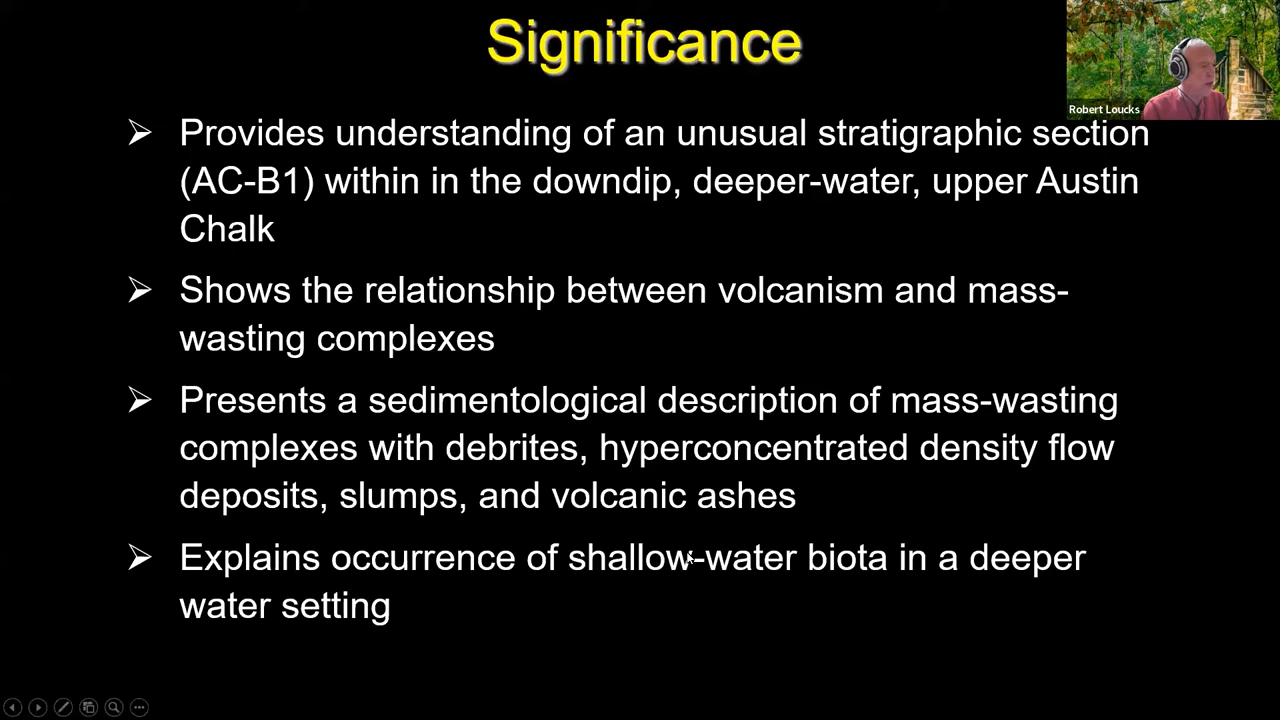 Significance
Robert Loucks
➢ Provides understanding of an unusual stratigraphic section
(AC-B1) within in the downdip, deeper-water, upper Austin
Chalk
➢ Shows the relationship between volcanism and mass-
wasting complexes
➢ Presents a sedimentological description of mass-wasting
complexes with debrites, hyperconcentrated density flow
deposits, slumps, and volcanic ashes
➢ Explains occurrence of shallow-water biota in a deeper
water setting